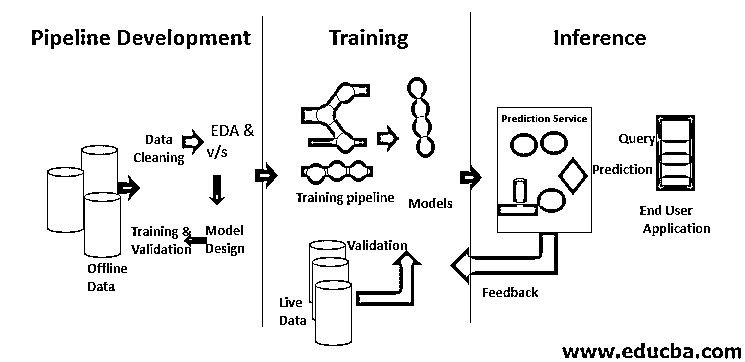 Pipeline Development
Training
Inference
Data
Cleaning
EDA &
v/s
Training &
Validation
Model
Design
Offline
Data
Training pipeline
Models
Validation
Live
Data
Prediction Service
Query
Prediction
End User
Application
Feedback
www.educba.com